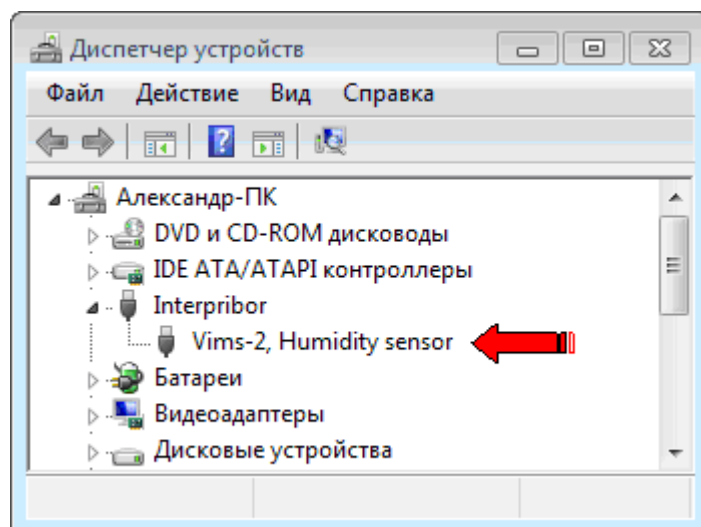 Диспетчер устройств
Файл Действие Вид Справка
Александр-ПК
DVD и CD-ROM дисководы
IDE ATA/ATAPI контроллеры
Interpribor
Vims-2, Humidity sensor
Батареи
Видеоадаптеры
Дисковые устройства